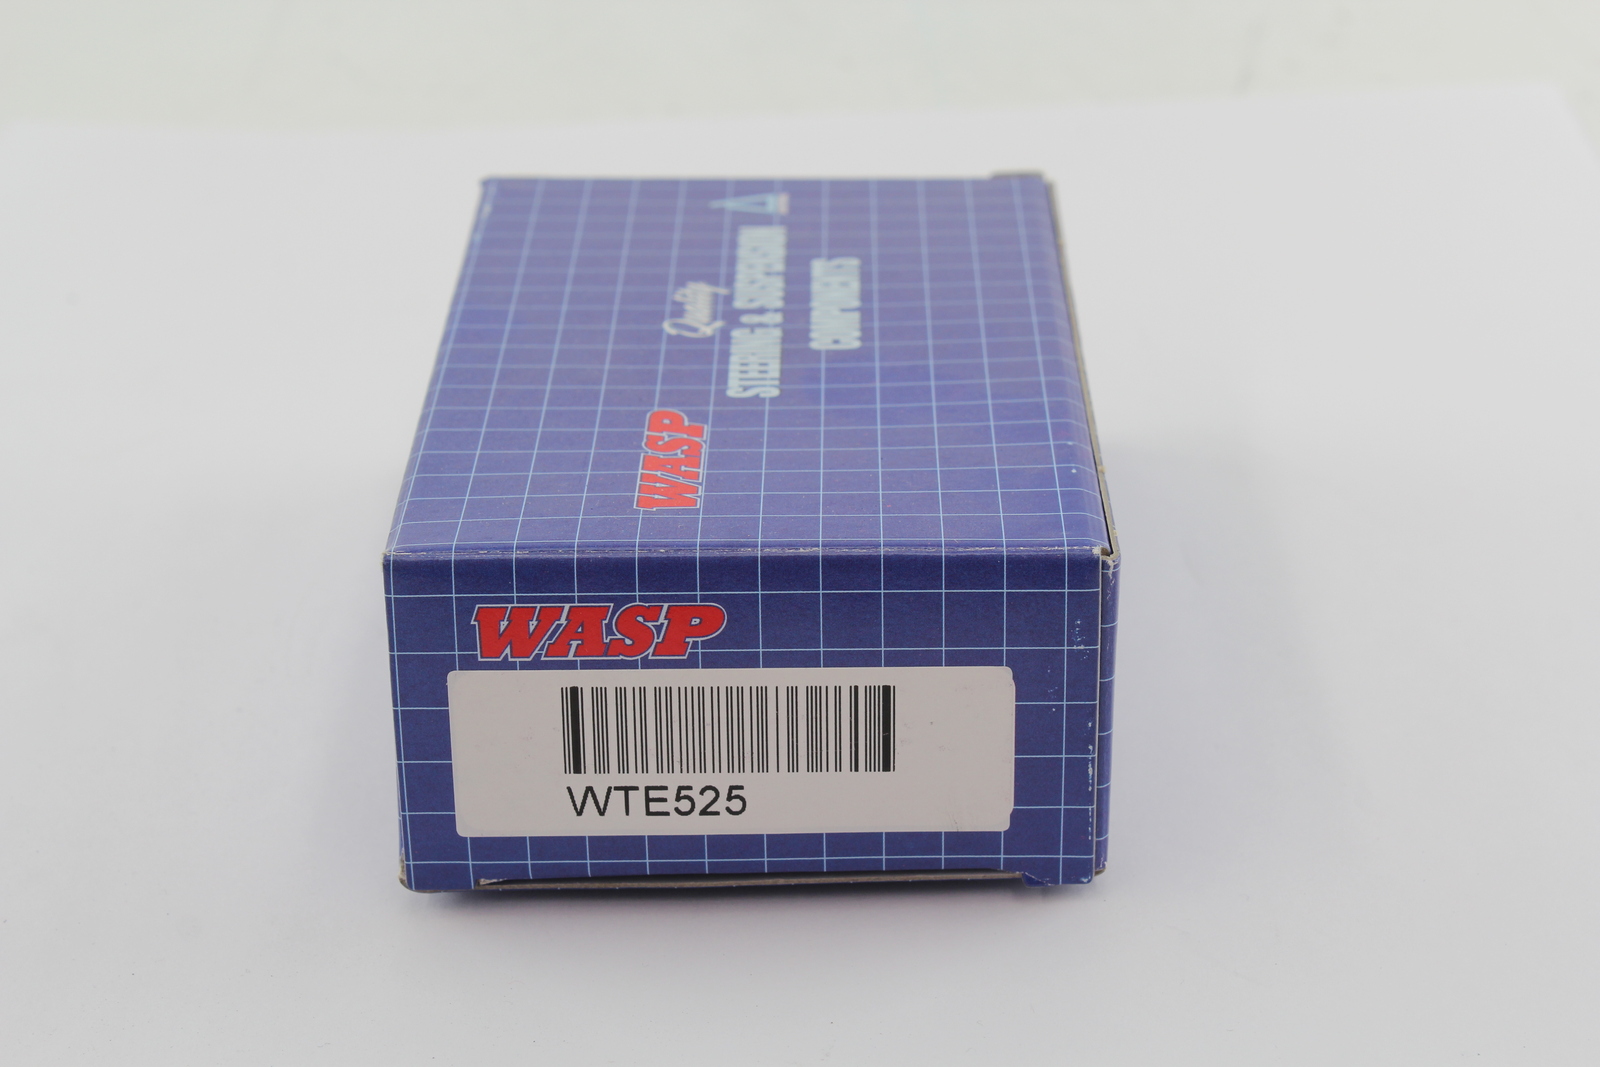 WASP
Quality
STEERING & SUSPENSION
COMPONENTS
WASP
WTE525